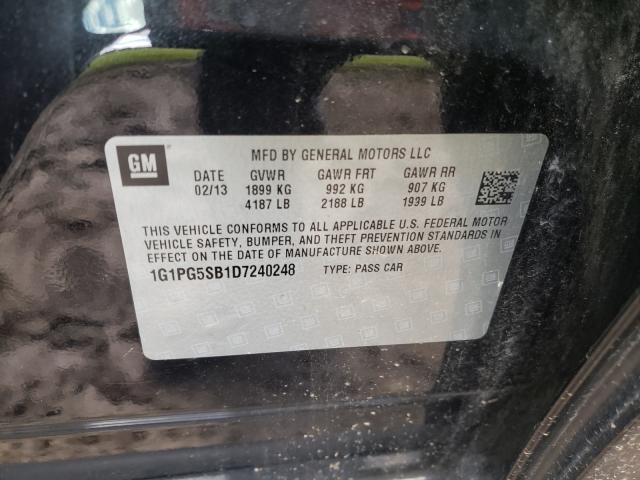 GM
MFD BY GENERAL MOTORS LLC
DATE GVWR GAWR FRT GAWR RR
02/13 1899 KG 992 KG 907 KG
4187 LB 2188 LB 1939 LB
THIS VEHICLE CONFORMS TO ALL APPLICABLE U.S. FEDERAL MOTOR
VEHICLE SAFETY, BUMPER, AND THEFT PREVENTION STANDARDS IN
EFFECT ON THE DATE OF MANUFACTURE SHOWN ABOVE.
1G1PG5SB1D7240248 TYPE: PASS CAR